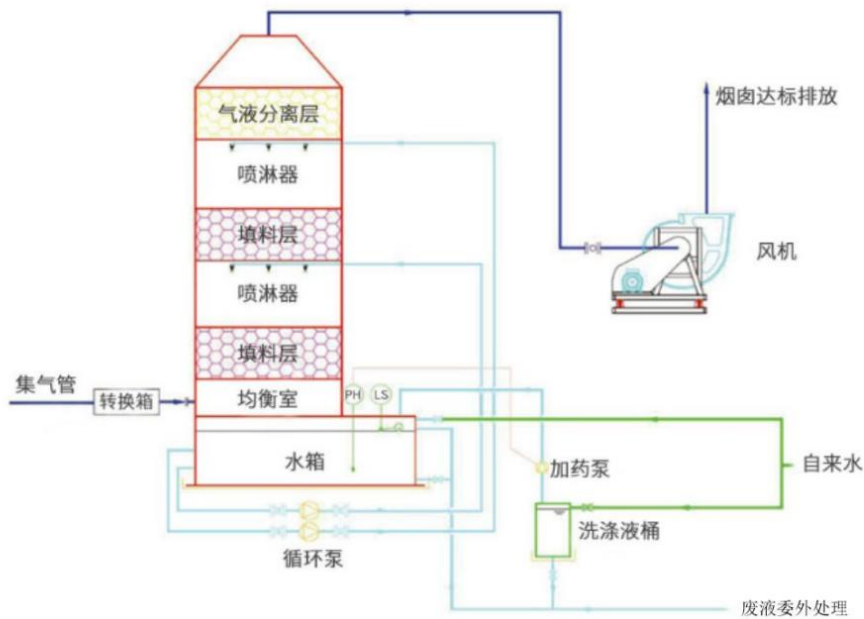 气液分离层
烟囱达标排放
喷淋器
填料层
风机
喷淋器
填料层
集气管
转换箱
均衡室
PH
LS
水箱
加药泵
自来水
洗涤液桶
循环泵
废液委外处理